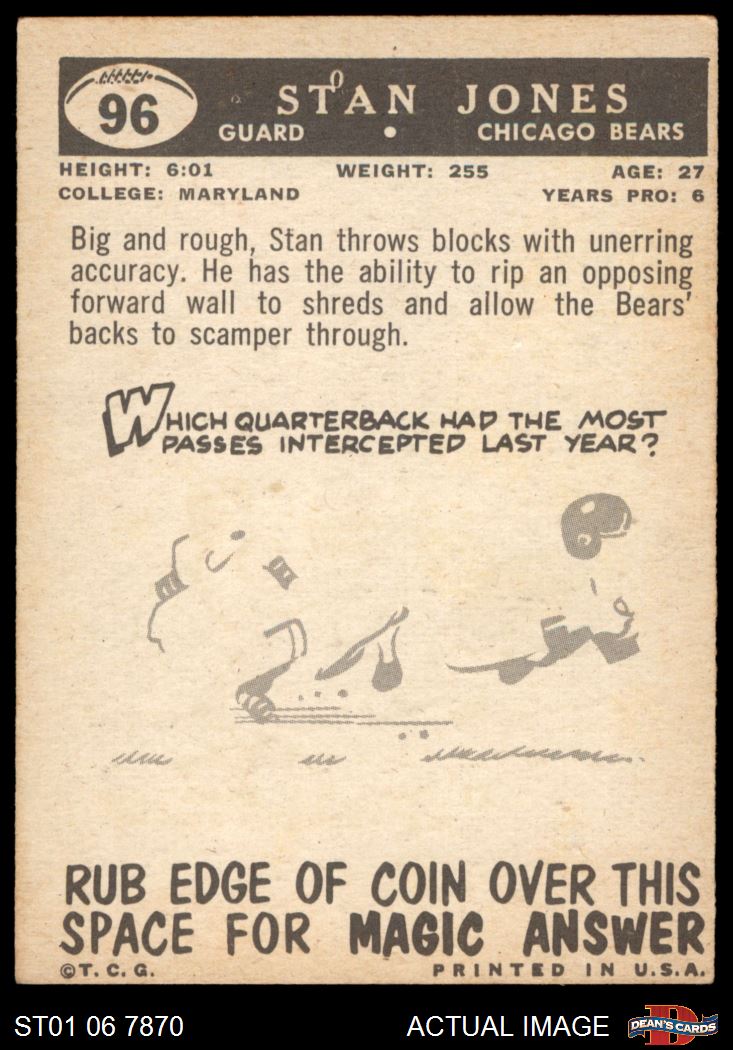 96
STAN JONES
GUARD • CHICAGO BEARS
HEIGHT: 6:01 WEIGHT: 255 AGE: 27
COLLEGE: MARYLAND YEARS PRO: 6
Big and rough, Stan throws blocks with unerring
accuracy. He has the ability to rip an opposing
forward wall to shreds and allow the Bears'
backs to scamper through.
WHICH QUARTERBACK HAD THE MOST
PASSES INTERCEPTED LAST YEAR?
RUB EDGE OF COIN OVER THIS
SPACE FOR MAGIC ANSWER
©T. C. G. PRINTED IN U.S.A.
ST01 06 7870 ACTUAL IMAGE DEAN'S CARDS